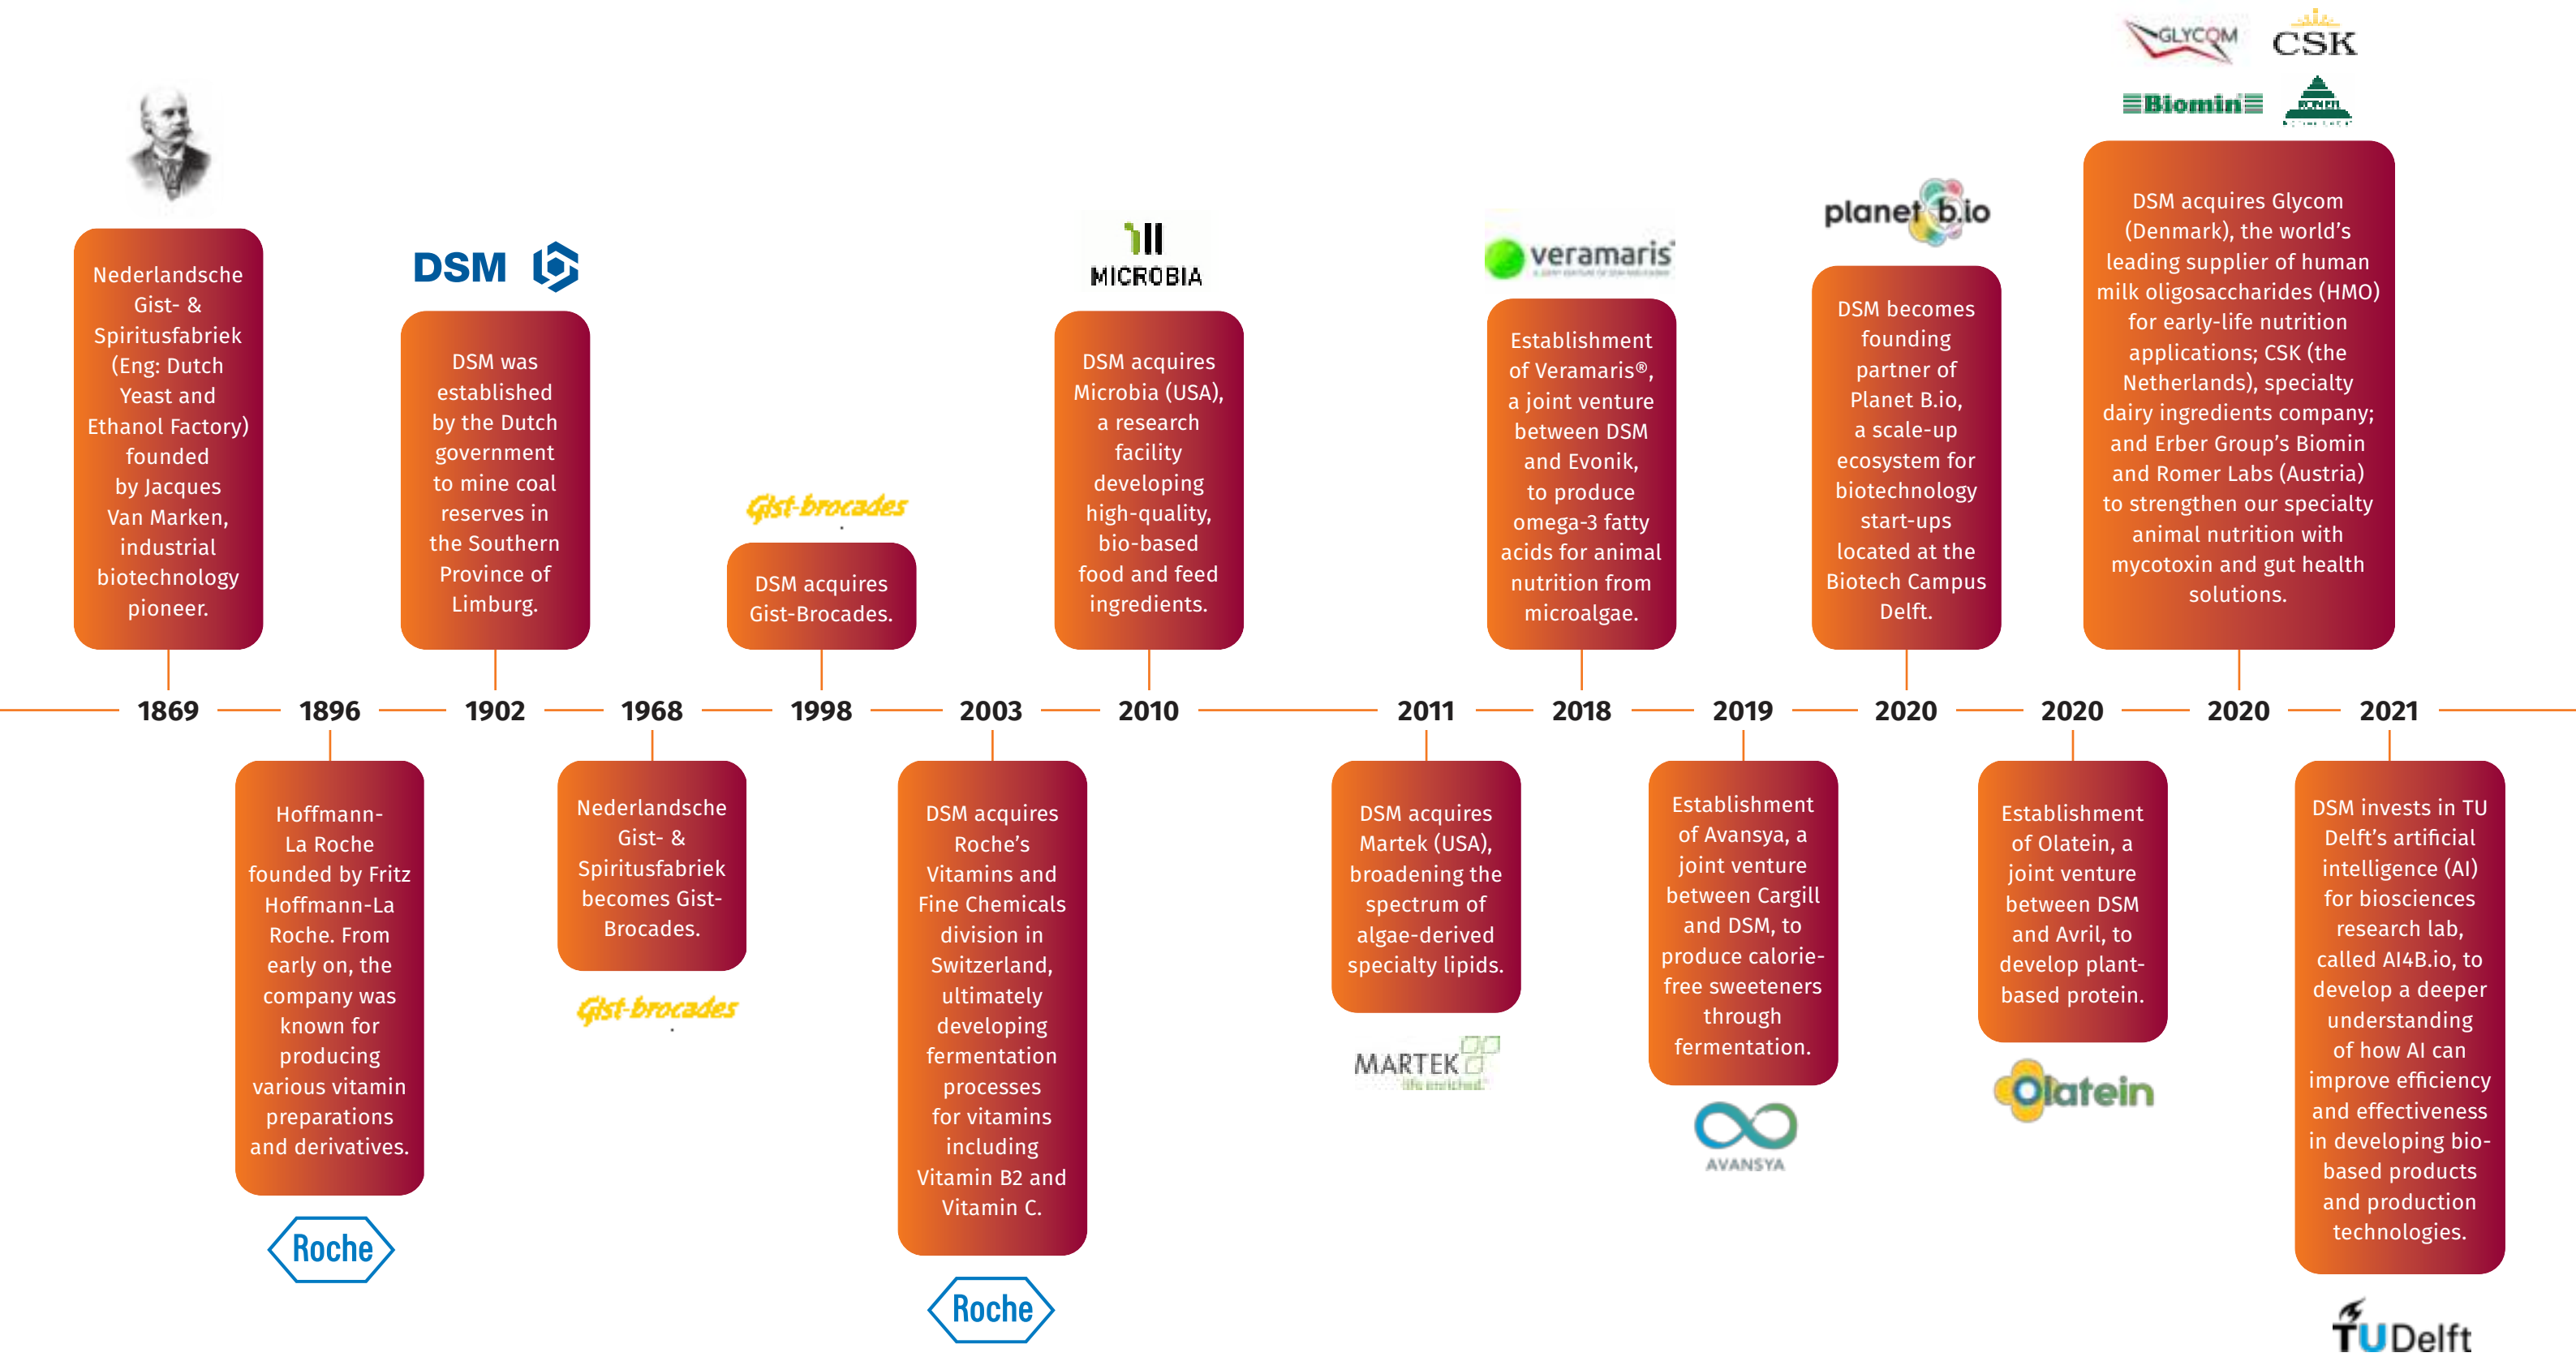 GLYCOM
CSK
Biomin
Nederlandsche
Gist- &
Spiritusfabriek
(Eng: Dutch
Yeast and
Ethanol Factory)
founded
by Jacques
Van Marken,
industrial
biotechnology
pioneer.
DSM
DSM was
established
by the Dutch
government
to mine coal
reserves in
the Southern
Province of
Limburg.
Gist-brocades
DSM acquires
Gist-Brocades.
MICROBIA
DSM acquires
Microbia (USA),
a research
facility
developing
high-quality,
bio-based
food and feed
ingredients.
veramaris
Establishment
of Veramaris®,
a joint venture
between DSM
and Evonik,
to produce
omega-3 fatty
acids for animal
nutrition from
microalgae.
planet b.io
DSM becomes
founding
partner of
Planet B.io,
a scale-up
ecosystem for
biotechnology
start-ups
located at the
Biotech Campus
Delft.
DSM acquires Glycom
(Denmark), the world's
leading supplier of human
milk oligosaccharides (HMO)
for early-life nutrition
applications; CSK (the
Netherlands), specialty
dairy ingredients company;
and Erber Group's Biomin
and Romer Labs (Austria)
to strengthen our specialty
animal nutrition with
mycotoxin and gut health
solutions.
1869 1896 1902 1968 1998 2003 2010 2011 2018 2019 2020 2020 2020 2021
Hoffmann-
La Roche
founded by Fritz
Hoffmann-La
Roche. From
early on, the
company was
known for
producing
various vitamin
preparations
and derivatives.
Roche
Nederlandsche
Gist- &
Spiritusfabriek
becomes Gist-
Brocades.
Gist-brocades
DSM acquires
Roche's
Vitamins and
Fine Chemicals
division in
Switzerland,
ultimately
developing
fermentation
processes
for vitamins
including
Vitamin B2 and
Vitamin C.
Roche
DSM acquires
Martek (USA),
broadening the
spectrum of
algae-derived
specialty lipids.
MARTEK
life enriched.
Establishment
of Avansya, a
joint venture
between Cargill
and DSM, to
produce calorie-
free sweeteners
through
fermentation.
AVANSYA
Establishment
of Olatein, a
joint venture
between DSM
and Avril, to
develop plant-
based protein.
Olatein
DSM invests in TU
Delft's artificial
intelligence (AI)
for biosciences
research lab,
called AI4B.io, to
develop a deeper
understanding
of how AI can
improve efficiency
and effectiveness
in developing bio-
based products
and production
technologies.
TU Delft